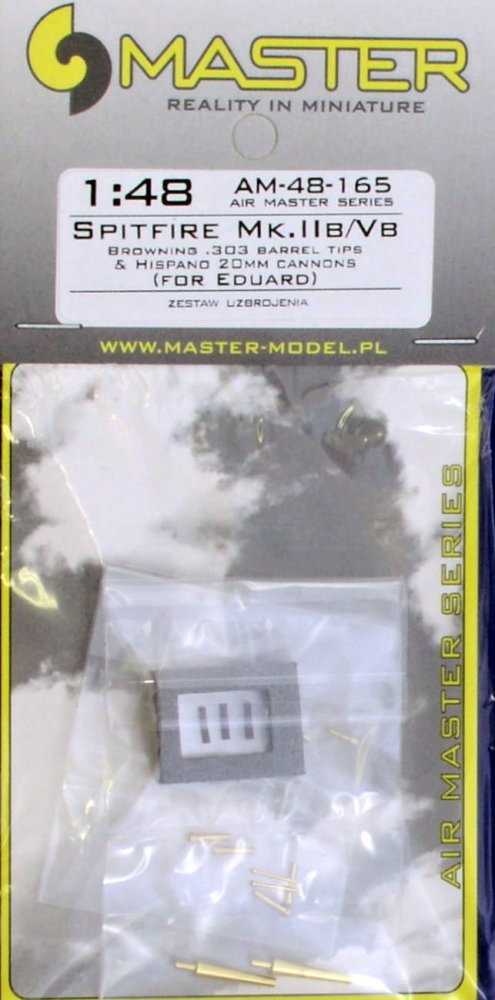 MASTER
REALITY IN MINIATURE
1:48 AM-48-165
AIR MASTER SERIES
SPITFIRE MK.IIB/VB
BROWNING .303 BARREL TIPS
& HISPANO 20MM CANNONS
(FOR EDUARD)
ZESTAW UZBROJENIA
WWW.MASTER-MODEL.PL
AIR MASTER SERIES